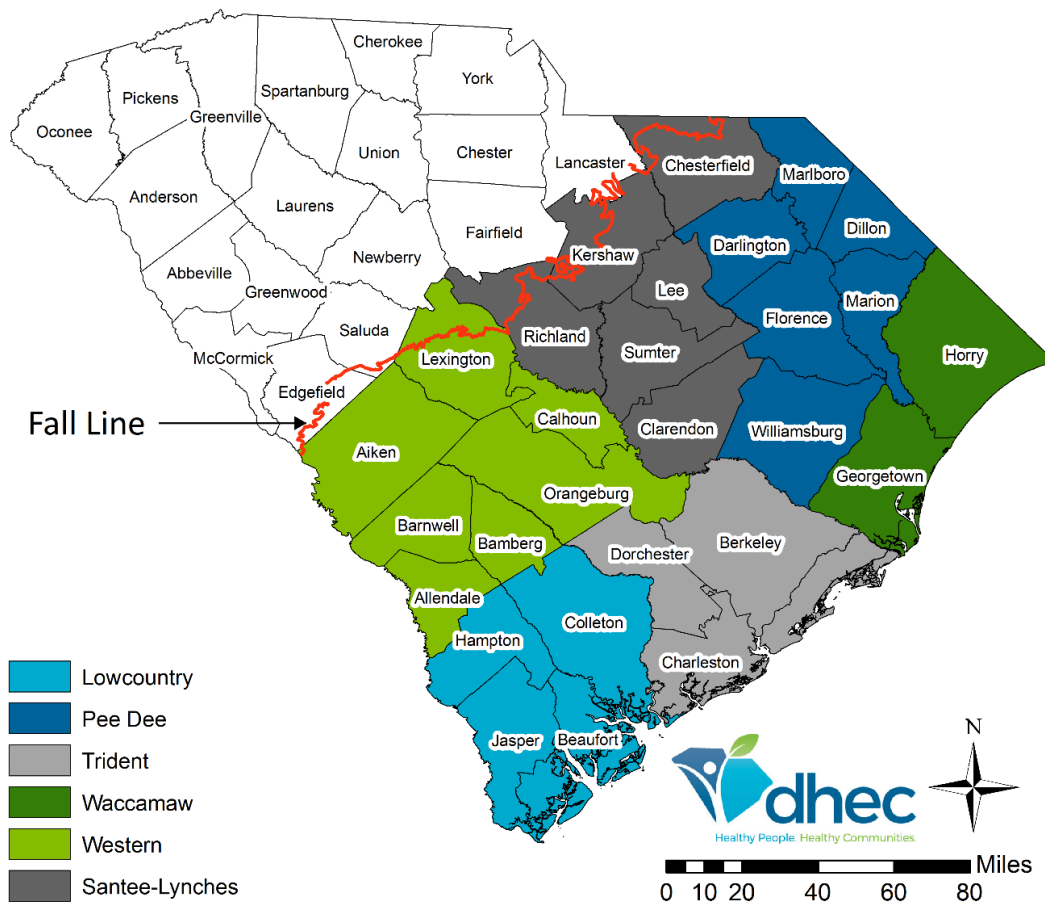 Cherokee
York
Spartanburg
Pickens
Greenville
Oconee
Union
Chester
Lancaster
Chesterfield
Marlboro
Anderson
Laurens
Dillon
Fairfield
Darlington
Newberry
Kershaw
Abbeville
Lee
Greenwood
Marion
Florence
Saluda
Richland
Sumter
McCormick
Lexington
Horry
Edgefield
Fall Line
Calhoun
Clarendon
Williamsburg
Aiken
Georgetown
Orangeburg
Barnwell
Berkeley
Bamberg
Dorchester
Allendale
Colleton
Hampton
Charleston
Jasper
Beaufort
Lowcountry
Pee Dee
Trident
Waccamaw
Western
Santee-Lynches
N
dhec
Healthy People. Healthy Communities.
Miles
0 5 10 20 40 60 80